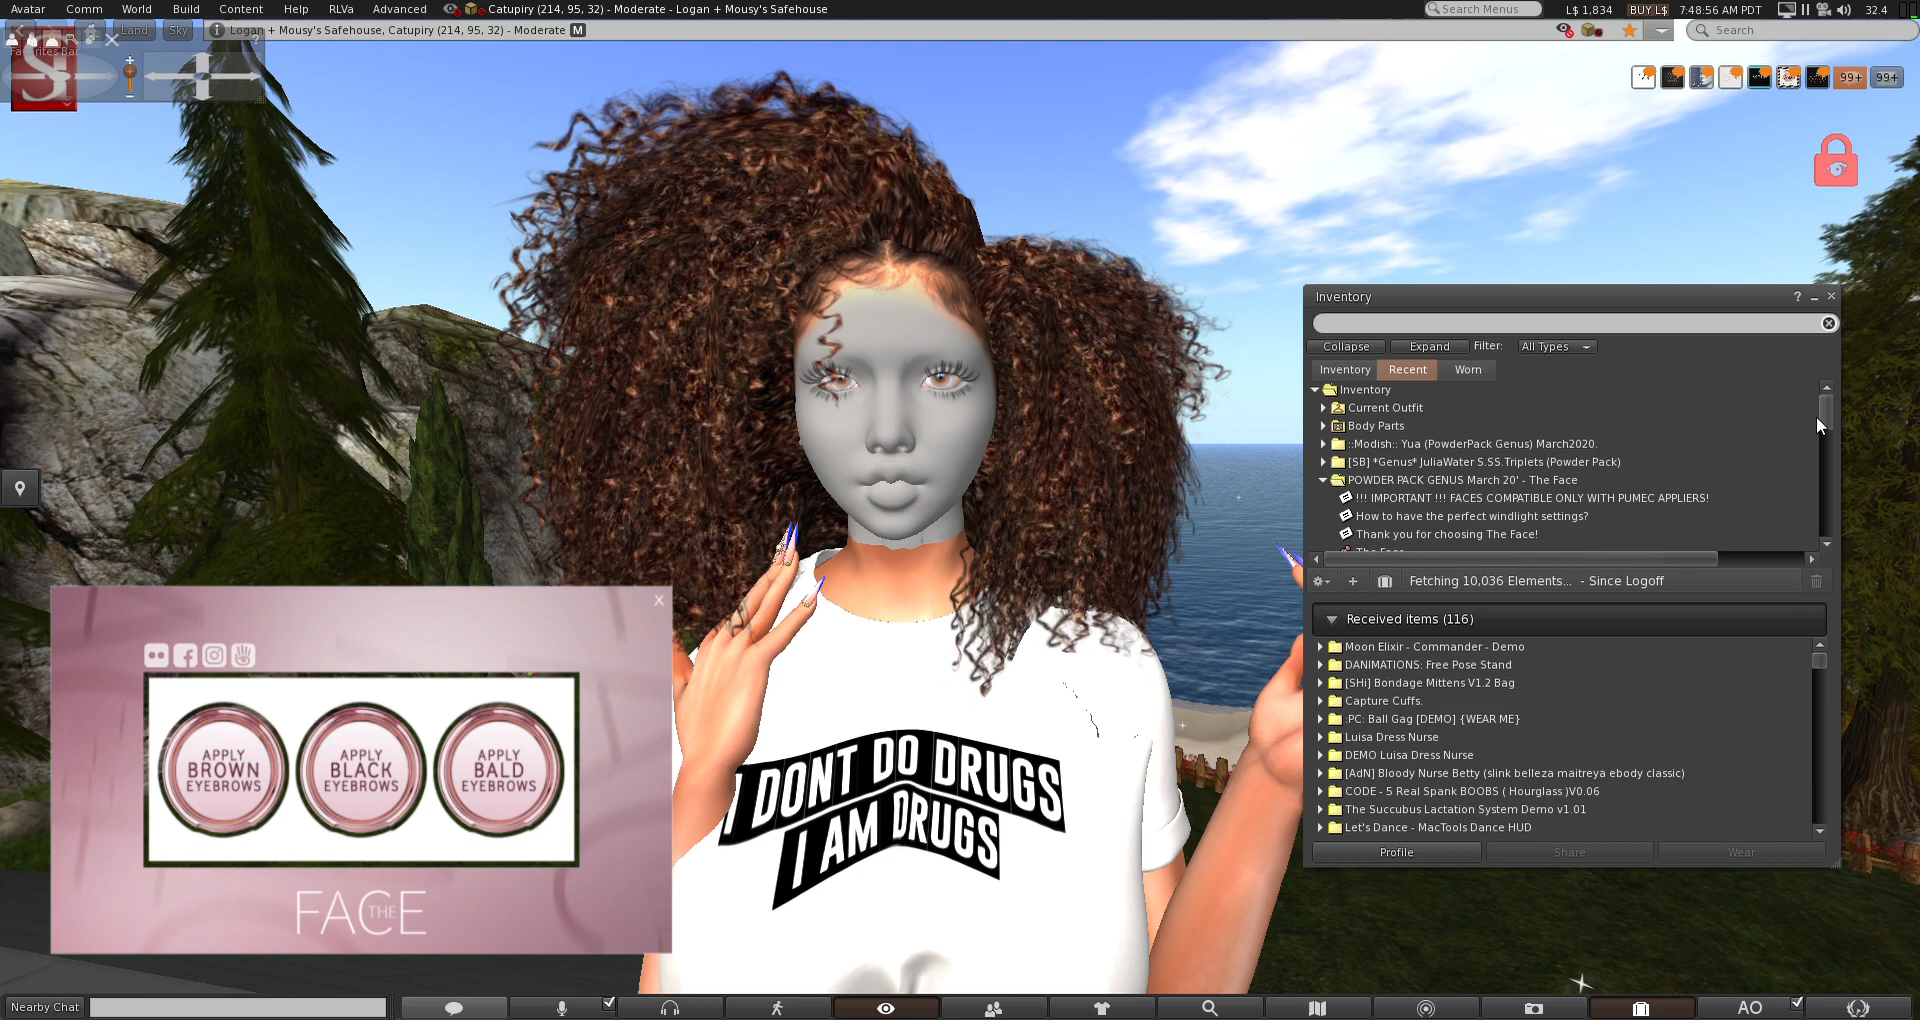 Avatar Comm World Build Content Help RLVa Advanced Catupiry (214, 95, 32) - Moderate - Logan + Mousy's Safehouse
Search Menus L$ 1,834 BUY L$ 7:48:56 AM PDT 32.4
Land Sky Logan + Mousy's Safehouse, Catupiry (214, 95, 32) - Moderate M
Search
Favorites Bar
99+ 99+
Inventory ?
Collapse Expand Filter: All Types
Inventory Recent Worn
Inventory
Current Outfit
Body Parts
::Modish:: Yua (PowderPack Genus) March2020.
[SB] *Genus* JuliaWater S.SS.Triplets (Powder Pack)
POWDER PACK GENUS March 20' - The Face
!!! IMPORTANT !!! FACES COMPATIBLE ONLY WITH PUMEC APPLIERS!
How to have the perfect windlight settings?
Thank you for choosing The Face!
The Face
Fetching 10,036 Elements... - Since Logoff
Received items (116)
Moon Elixir - Commander - Demo
DANIMATIONS: Free Pose Stand
[SHi] Bondage Mittens V1.2 Bag
Capture Cuffs.
:PC: Ball Gag [DEMO] {WEAR ME}
Luisa Dress Nurse
DEMO Luisa Dress Nurse
[AdN] Bloody Nurse Betty (slink belleza maitreya ebody classic)
CODE - 5 Real Spank BOOBS ( Hourglass )V0.06
The Succubus Lactation System Demo v1.01
Let's Dance - MacTools Dance HUD
Profile Share Wear
X
APPLY
BROWN
EYEBROWS
APPLY
BLACK
EYEBROWS
APPLY
BALD
EYEBROWS
THE FACE
I DONT DO DRUGS
I AM DRUGS
Nearby Chat
AO